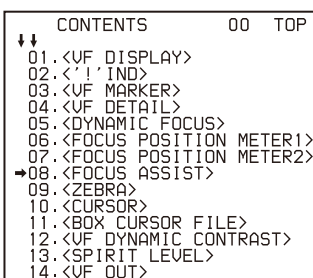 CONTENTS 00 TOP
01.<VF DISPLAY>
02.<'!'IND>
03.<VF MARKER>
04.<VF DETAIL>
05.<DYNAMIC FOCUS>
06.<FOCUS POSITION METER1>
07.<FOCUS POSITION METER2>
→08.<FOCUS ASSIST>
09.<ZEBRA>
10.<CURSOR>
11.<BOX CURSOR FILE>
12.<VF DYNAMIC CONTRAST>
13.<SPIRIT LEVEL>
14.<VF OUT>